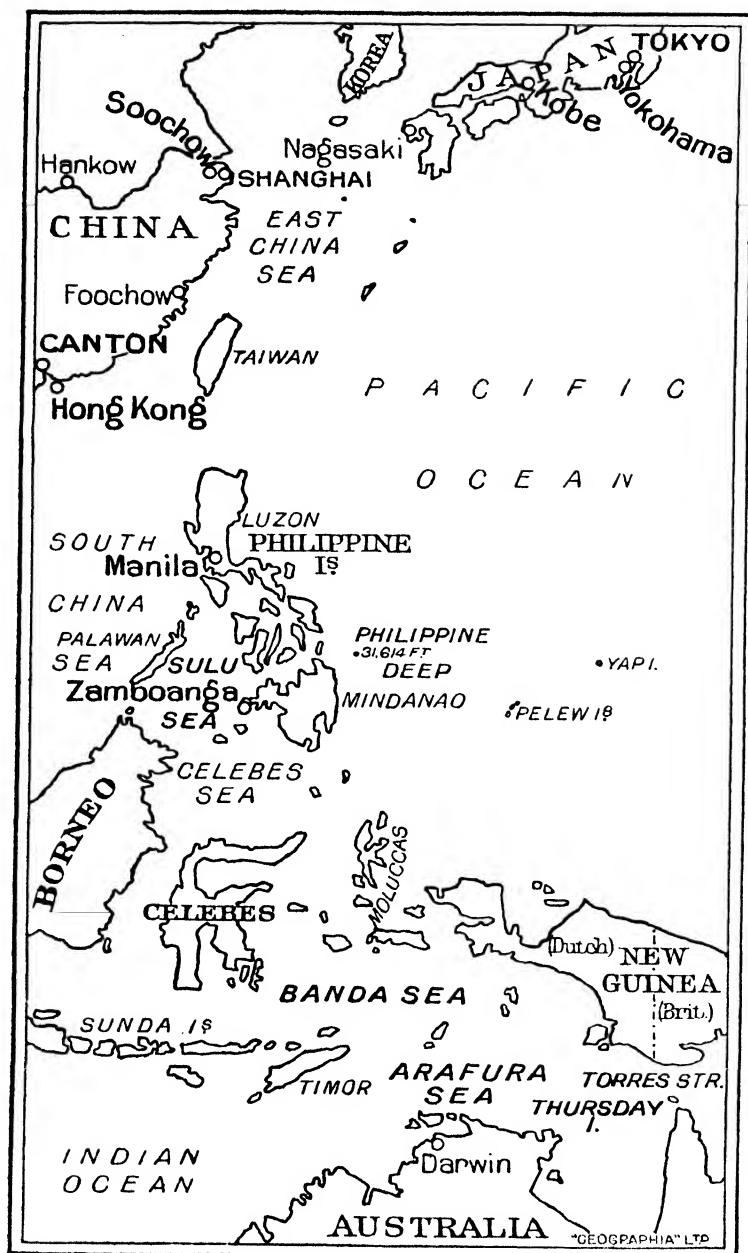 KOREA
JAPAN
TOKYO
Kobe
Yokohama
Soochow
Nagasaki
Hankow
SHANGHAI
CHINA
EAST
CHINA
SEA
Foochow
CANTON
TAIWAN
Hong Kong
PACIFIC
OCEAN
LUZON
SOUTH
CHINA
SEA
PHILIPPINE
Is.
Manila
PALAWAN
SULU
SEA
PHILIPPINE
31,614 FT
DEEP
YAP I.
Zamboanga
MINDANAO
PELEW Is
CELEBES
SEA
BORNEO
MOLUCCAS
CELEBES
(Dutch)
NEW
GUINEA
(Brit.)
BANDA SEA
SUNDA Is
TIMOR
ARAFURA
SEA
TORRES STR.
THURSDAY
I.
INDIAN
OCEAN
Darwin
AUSTRALIA
"GEOGRAPHIA" LTD